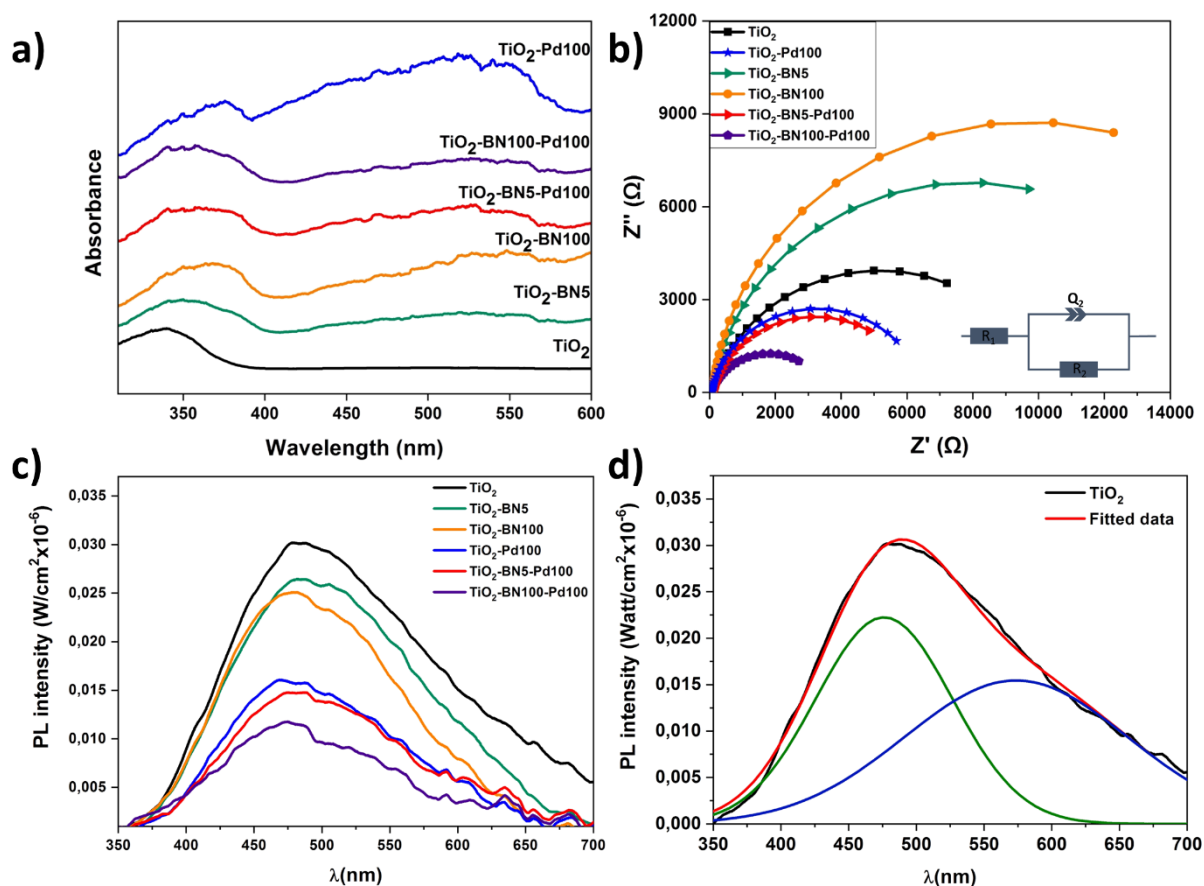 a)
TiO₂-Pd100
TiO₂-BN100-Pd100
TiO₂-BN5-Pd100
TiO₂-BN100
TiO₂-BN5
TiO₂
Absorbance
350 400 450 500 550 600
Wavelength (nm)
b)
TiO₂
TiO₂-Pd100
TiO₂-BN5
TiO₂-BN100
TiO₂-BN5-Pd100
TiO₂-BN100-Pd100
12000
9000
6000
3000
0
Z'' (Ω)
Q₂
R₁
R₂
0 2000 4000 6000 8000 10000 12000 14000
Z' (Ω)
c)
TiO₂
TiO₂-BN5
TiO₂-BN100
TiO₂-Pd100
TiO₂-BN5-Pd100
TiO₂-BN100-Pd100
0,035
0,030
0,025
0,020
0,015
0,010
0,005
PL intensity (W/cm²x10⁻⁶)
350 400 450 500 550 600 650 700
λ(nm)
d)
TiO₂
Fitted data
0,035
0,030
0,025
0,020
0,015
0,010
0,005
0,000
PL intensity (Watt/cm²x10⁻⁶)
350 400 450 500 550 600 650 700
λ(nm)